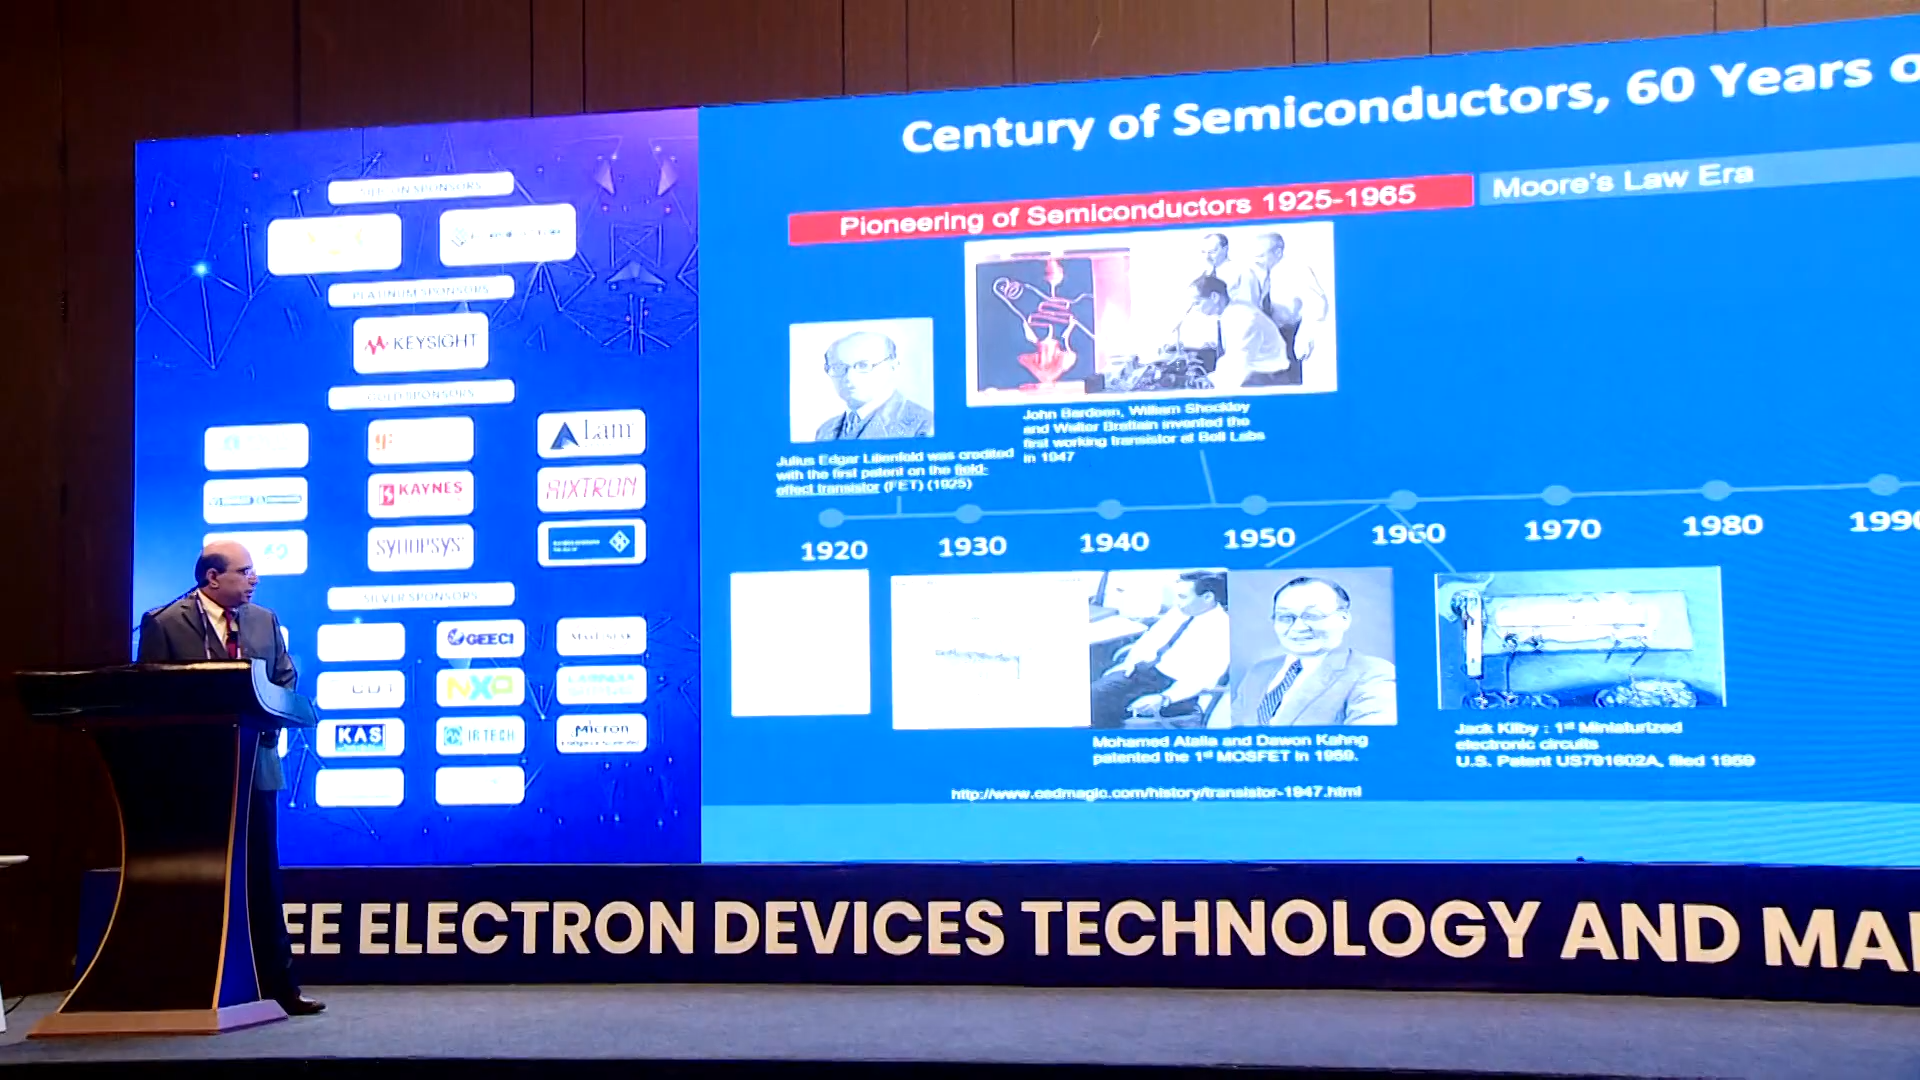 PLATINUM SPONSORS
KEYSIGHT
GOLD SPONSORS
Lam
KAYNES
AIXTRON
SYNOPSYS
SILVER SPONSORS
GEECI
NXP
KAS
IR TECH
Micron
Century of Semiconductors, 60 Years o
Pioneering of Semiconductors 1925-1965
Moore's Law Era
John Bardeen, William Shockley
and Walter Brattain invented the
first working transistor at Bell Labs
in 1947
Julius Edgar Lilienfeld was credited
with the first patent on the field-
effect transistor (FET) (1925)
1920 1930 1940 1950 1960 1970 1980 1990
Mohamed Atalla and Dawon Kahng
patented the 1st MOSFET in 1959.
Jack Kilby : 1st Miniaturized
electronic circuits
U.S. Patent US791602A, filed 1959
http://www.cedmagic.com/history/transistor-1947.html
EE ELECTRON DEVICES TECHNOLOGY AND MA